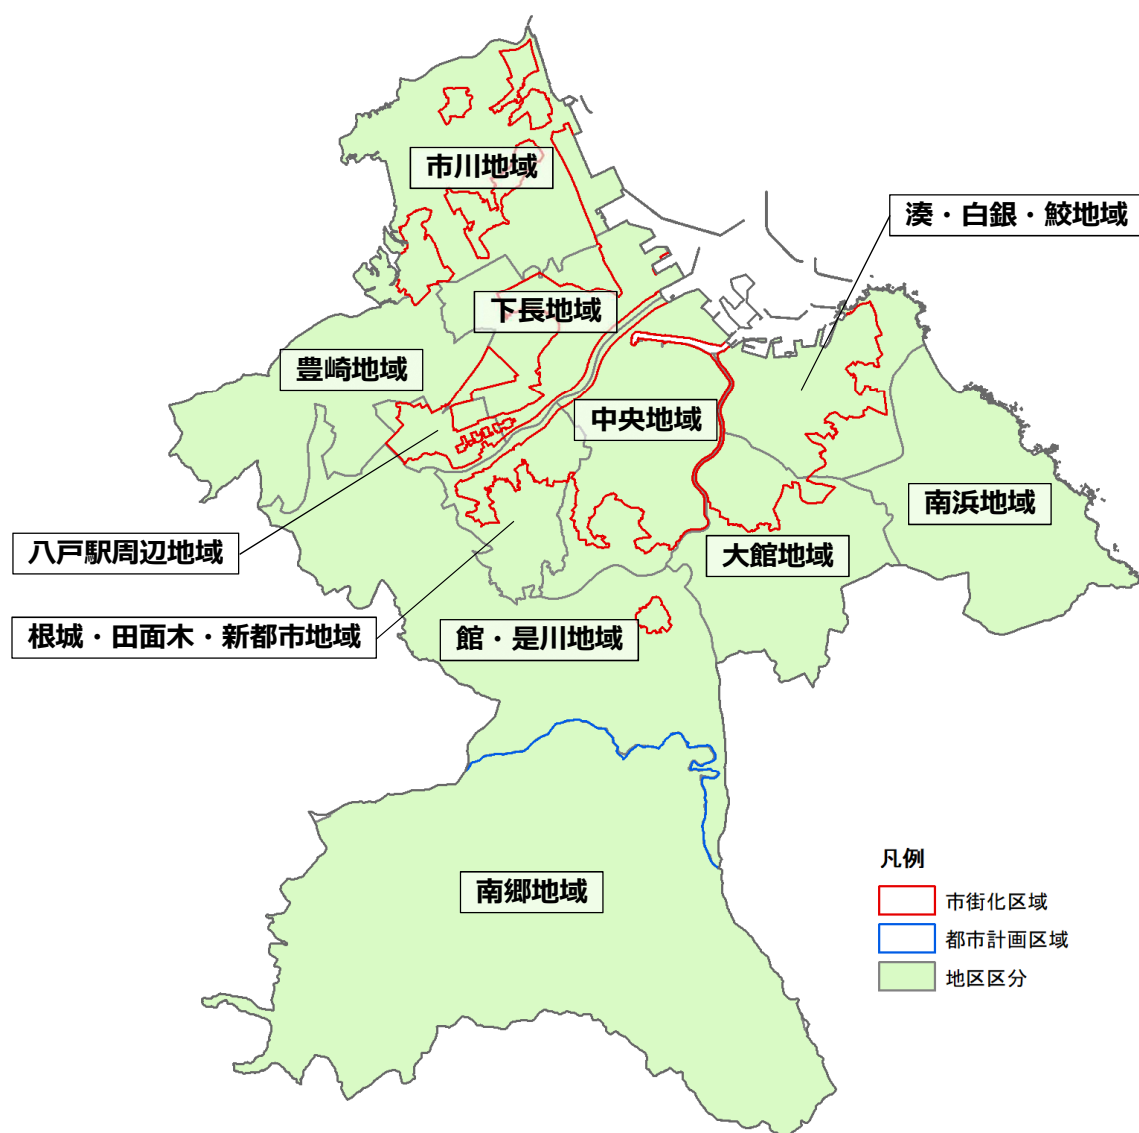 市川地域
湊・白銀・鮫地域
下長地域
豊崎地域
中央地域
南浜地域
八戸駅周辺地域
大館地域
根城・田面木・新都市地域
館・是川地域
南郷地域
凡例
市街化区域
都市計画区域
地区区分